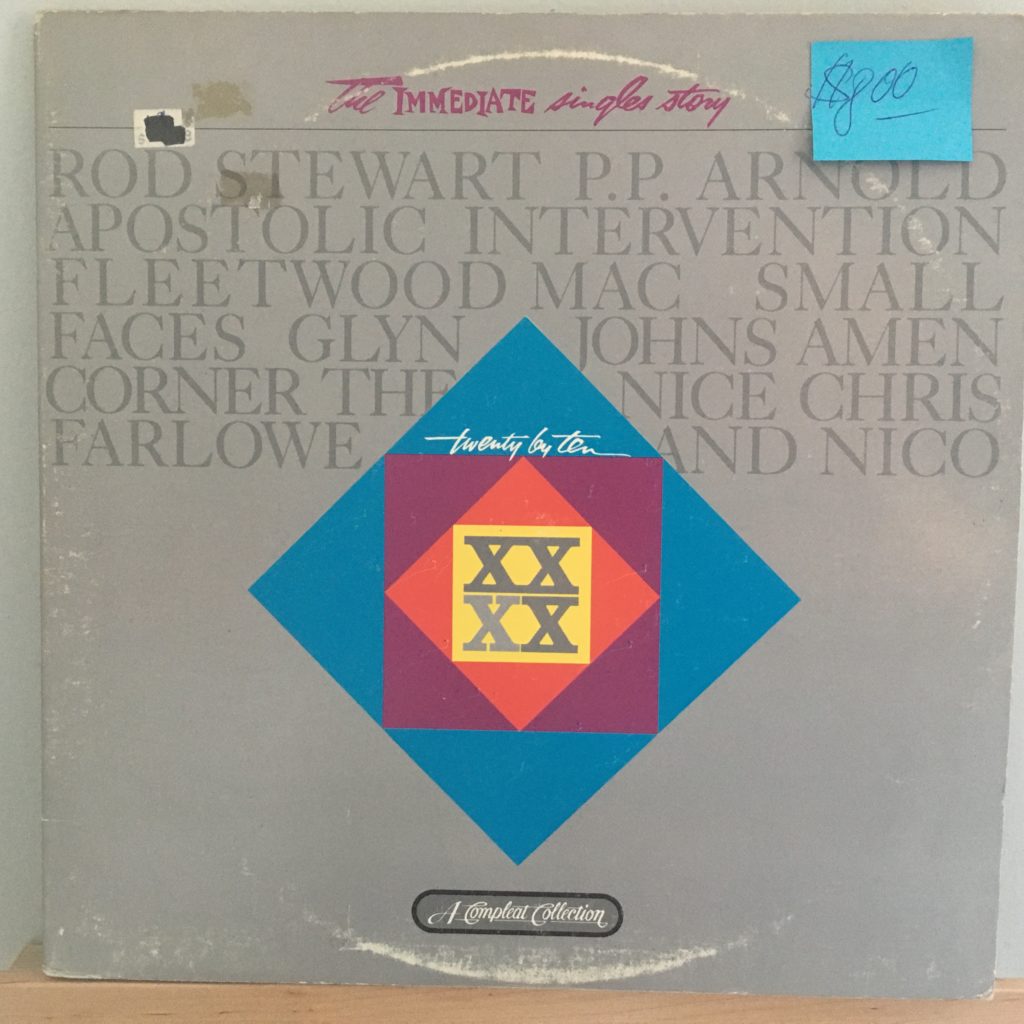 The IMMEDIATE singles story
$8.00
ROD STEWART P.P. ARNOLD
APOSTOLIC INTERVENTION
FLEETWOOD MAC SMALL
FACES GLYN JOHNS AMEN
CORNER THE NICE CHRIS
FARLOWE AND NICO
twenty by ten
XX
XX
A Compleat Collection